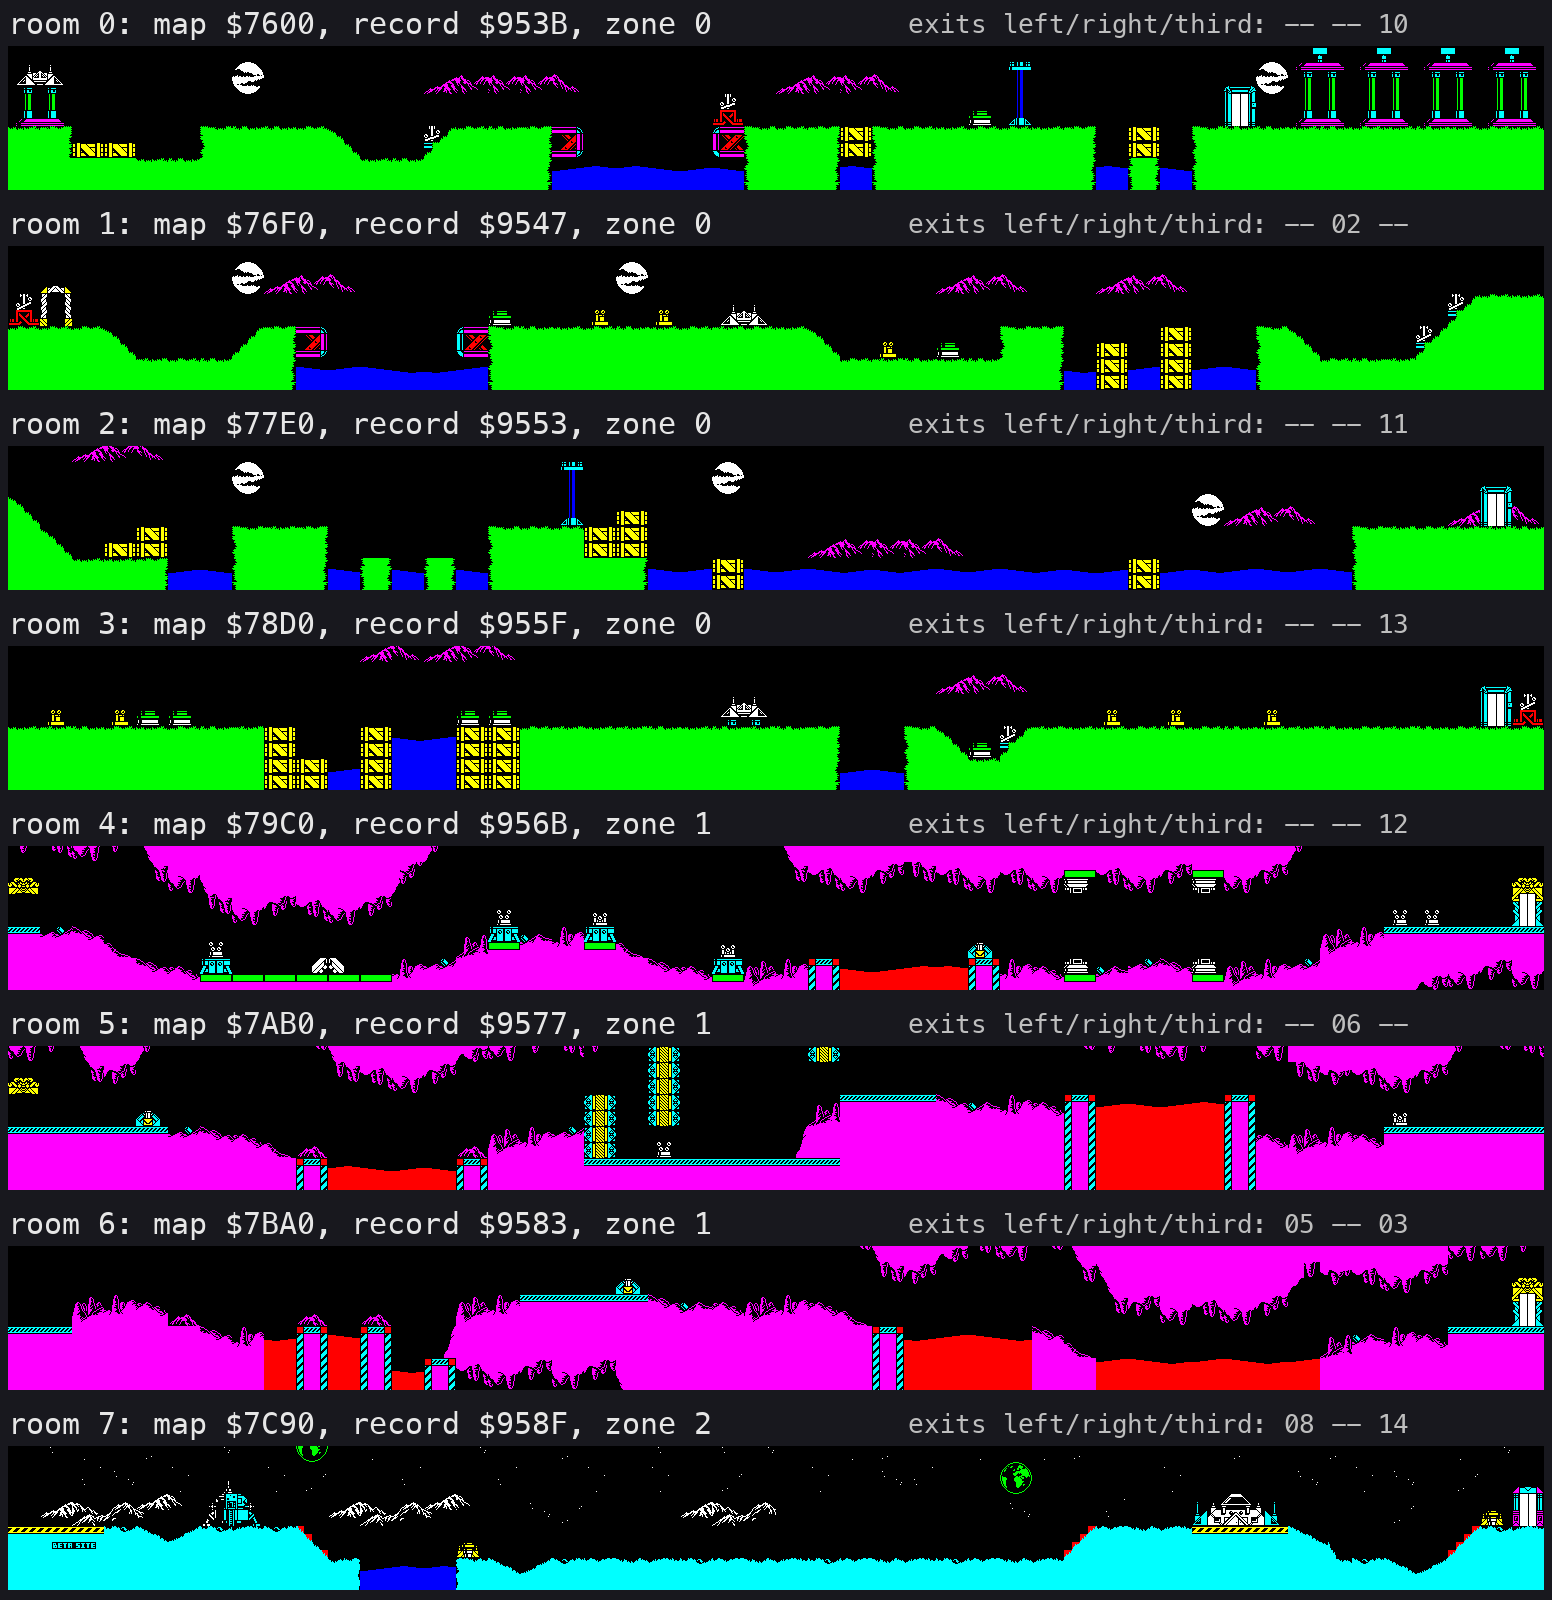 room 0: map $7600, record $953B, zone 0 exits left/right/third: -- -- 10
room 1: map $76F0, record $9547, zone 0 exits left/right/third: -- 02 --
room 2: map $77E0, record $9553, zone 0 exits left/right/third: -- -- 11
room 3: map $78D0, record $955F, zone 0 exits left/right/third: -- -- 13
room 4: map $79C0, record $956B, zone 1 exits left/right/third: -- -- 12
room 5: map $7AB0, record $9577, zone 1 exits left/right/third: -- 06 --
room 6: map $7BA0, record $9583, zone 1 exits left/right/third: 05 -- 03
room 7: map $7C90, record $958F, zone 2 exits left/right/third: 08 -- 14
BETA SITE